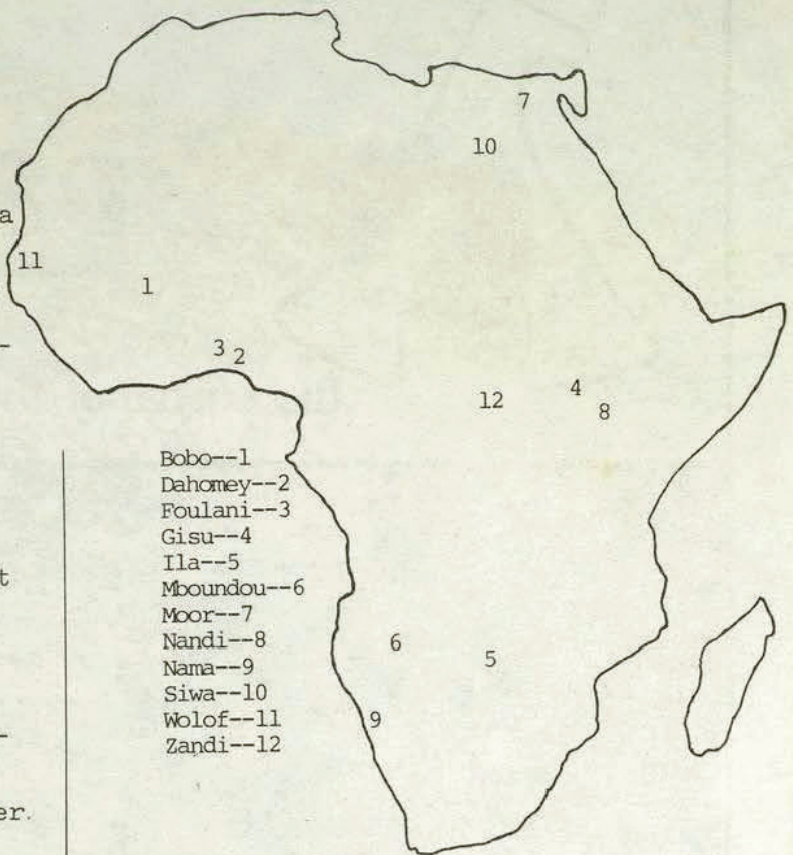 7
10
a
11
1
-
3 2
12 4
8
Bobo--1
Dahomey--2
Foulani--3
Gisu--4
Ila--5
t
Mboundou--6
Moor--7
Nandi--8
6
5
Nama--9
Siwa--10
9
Wolof--11
-
Zandi--12
er.